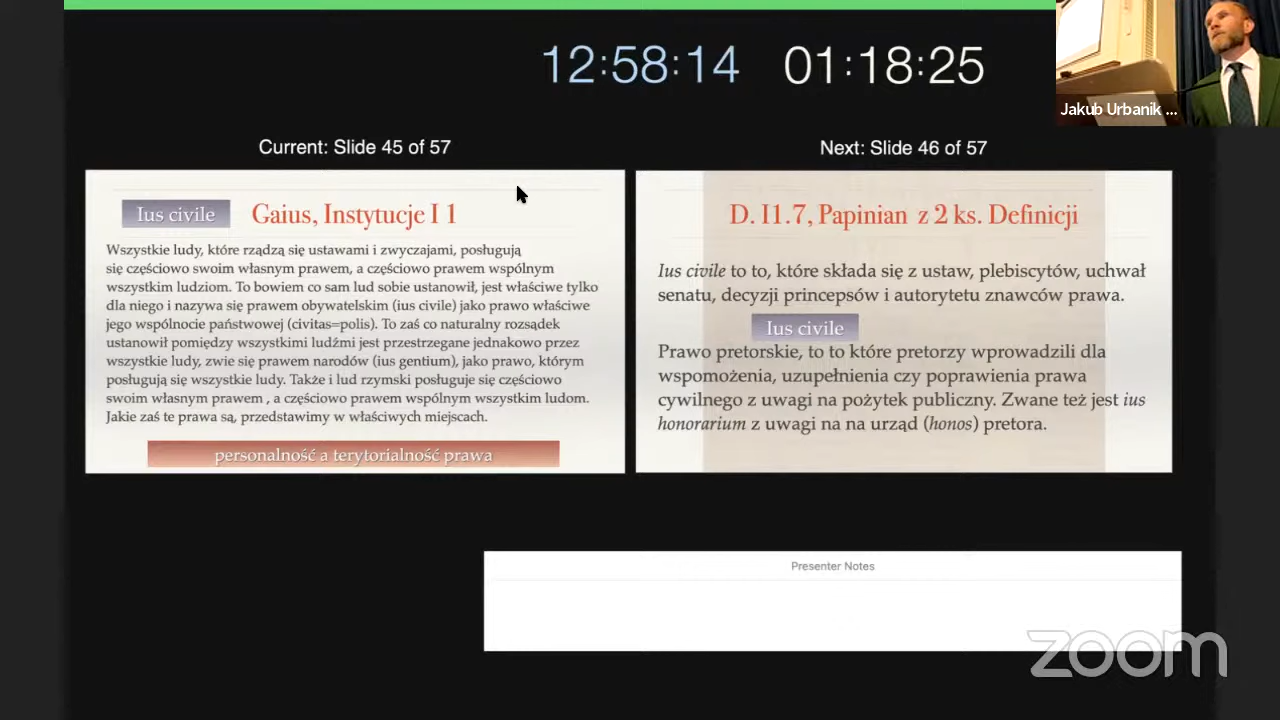 12:58:14 01:18:25
Jakub Urbanik ...
Current: Slide 45 of 57
Ius civile Gaius, Instytucje I 1
Wszystkie ludy, które rządzą się ustawami i zwyczajami, posługują
się częściowo swoim własnym prawem, a częściowo prawem wspólnym
wszystkim ludziom. To bowiem co sam lud sobie ustanowił, jest właściwe tylko
dla niego i nazywa się prawem obywatelskim (ius civile) jako prawo właściwe
jego wspólnocie państwowej (civitas=polis). To zaś co naturalny rozsądek
ustanowił pomiędzy wszystkimi ludźmi jest przestrzegane jednakowo przez
wszystkie ludy, zwie się prawem narodów (ius gentium), jako prawo, którym
posługują się wszystkie ludy. Także i lud rzymski posługuje się częściowo
swoim własnym prawem , a częściowo prawem wspólnym wszystkim ludom.
Jakie zaś te prawa są, przedstawimy w właściwych miejscach.
personalność a terytorialność prawa
Next: Slide 46 of 57
D. I1.7, Papinian z 2 ks. Definicji
Ius civile to to, które składa się z ustaw, plebiscytów, uchwał
senatu, decyzji princepsów i autorytetu znawców prawa.
Ius civile
Prawo pretorskie, to to które pretorzy wprowadzili dla
wspomożenia, uzupełnienia czy poprawienia prawa
cywilnego z uwagi na pożytek publiczny. Zwane też jest ius
honorarium z uwagi na na urząd (honos) pretora.
Presenter Notes
zoom